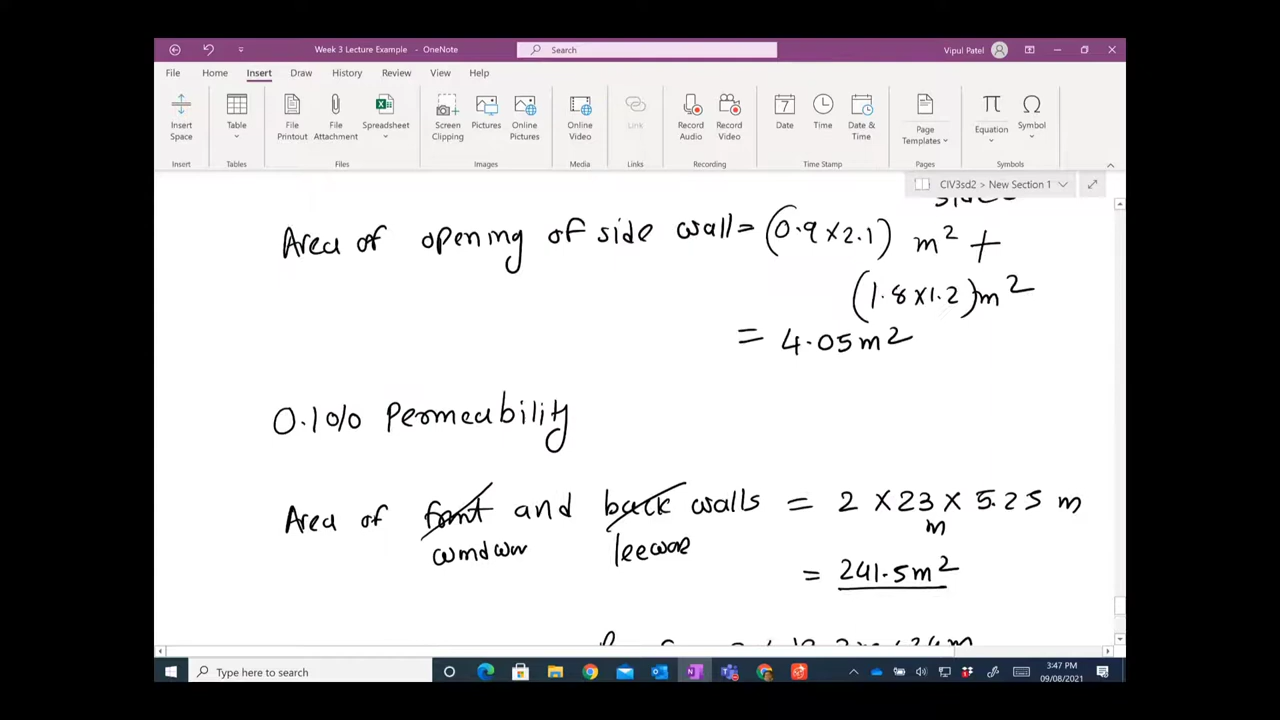 Week 3 Lecture Example - OneNote
Search
Vipul Patel
File Home Insert Draw History Review View Help
Insert Space
Table
File Printout
File Attachment
Spreadsheet
Screen Clipping
Pictures
Online Pictures
Online Video
Link
Record Audio
Record Video
Date
Time
Date & Time
Page Templates
Equation
Symbol
Insert Tables Files Images Media Links Recording Time Stamp Pages Symbols
CIV3sd2 > New Section 1
Area of opening of side wall = (0.9 x 2.1) m2 +
(1.8 x 1.2) m2
= 4.05 m2
0.1% Permeability
Area of front and back walls = 2 x 23 x 5.25 m
m
= 241.5 m2
Type here to search
3:47 PM
09/08/2021